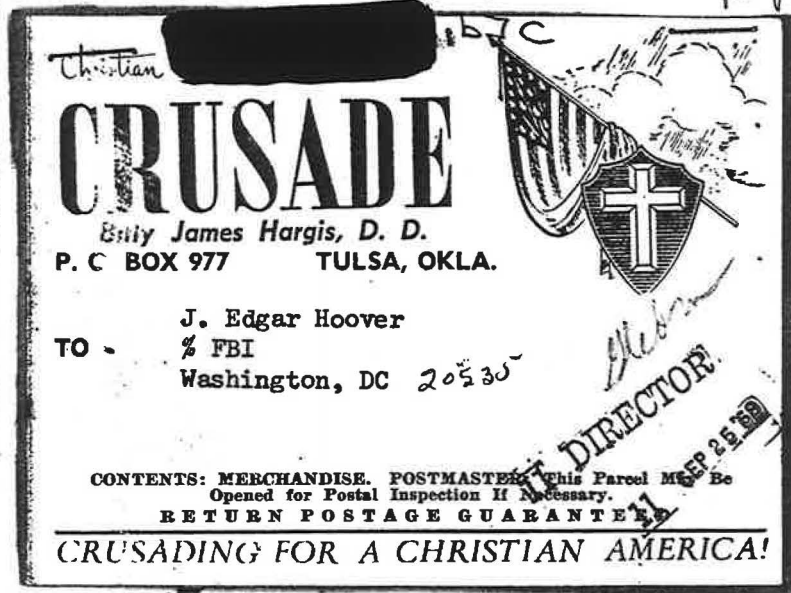 b7C
Christian
CRUSADE
Billy James Hargis, D. D.
P. O BOX 977 TULSA, OKLA.
J. Edgar Hoover
TO - % FBI
Washington, DC 20535
DIRECTOR
SEP 25
CONTENTS: MERCHANDISE. POSTMASTER: This Parcel May Be
Opened for Postal Inspection If Necessary.
RETURN POSTAGE GUARANTEED
CRUSADING FOR A CHRISTIAN AMERICA!